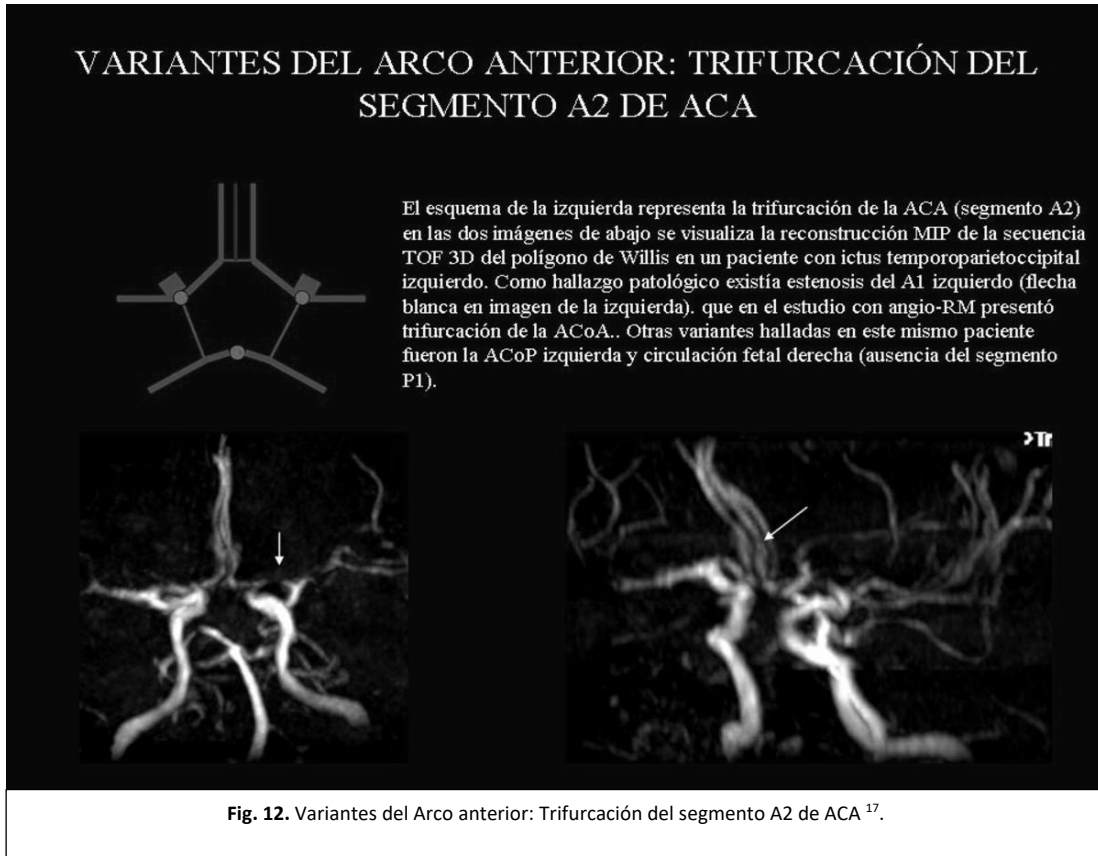 VARIANTES DEL ARCO ANTERIOR: TRIFURCACIÓN DEL
SEGMENTO A2 DE ACA
El esquema de la izquierda representa la trifurcación de la ACA (segmento A2)
en las dos imágenes de abajo se visualiza la reconstrucción MIP de la secuencia
TOF 3D del polígono de Willis en un paciente con ictus temporoparietoccipital
izquierdo. Como hallazgo patológico existía estenosis del A1 izquierdo (flecha
blanca en imagen de la izquierda). que en el estudio con angio-RM presentó
trifurcación de la ACoA.. Otras variantes halladas en este mismo paciente
fueron la ACoP izquierda y circulación fetal derecha (ausencia del segmento
P1).
>Tr
Fig. 12. Variantes del Arco anterior: Trifurcación del segmento A2 de ACA 17.